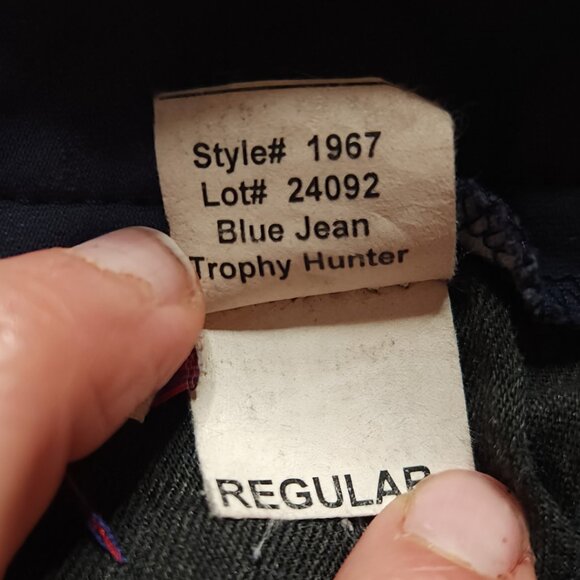 Style# 1967
Lot# 24092
Blue Jean
Trophy Hunter
REGULAR